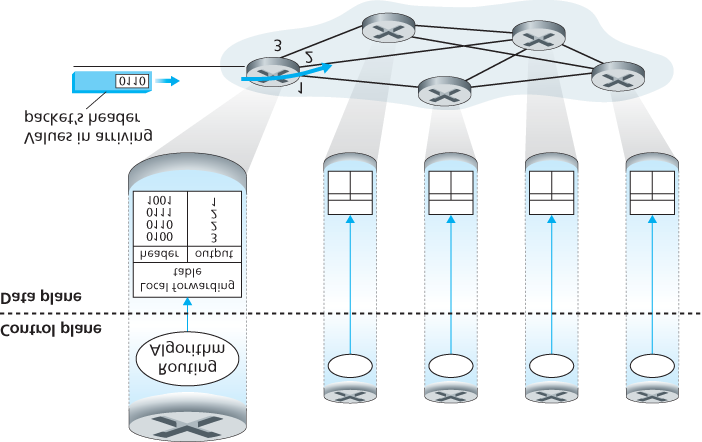 Routing
Algorithm
Control plane
Data plane
Local forwarding
table
header output
0100 3
0110 2
0111 2
1001 1
Values in arriving
packet's header
0110
1
2
3